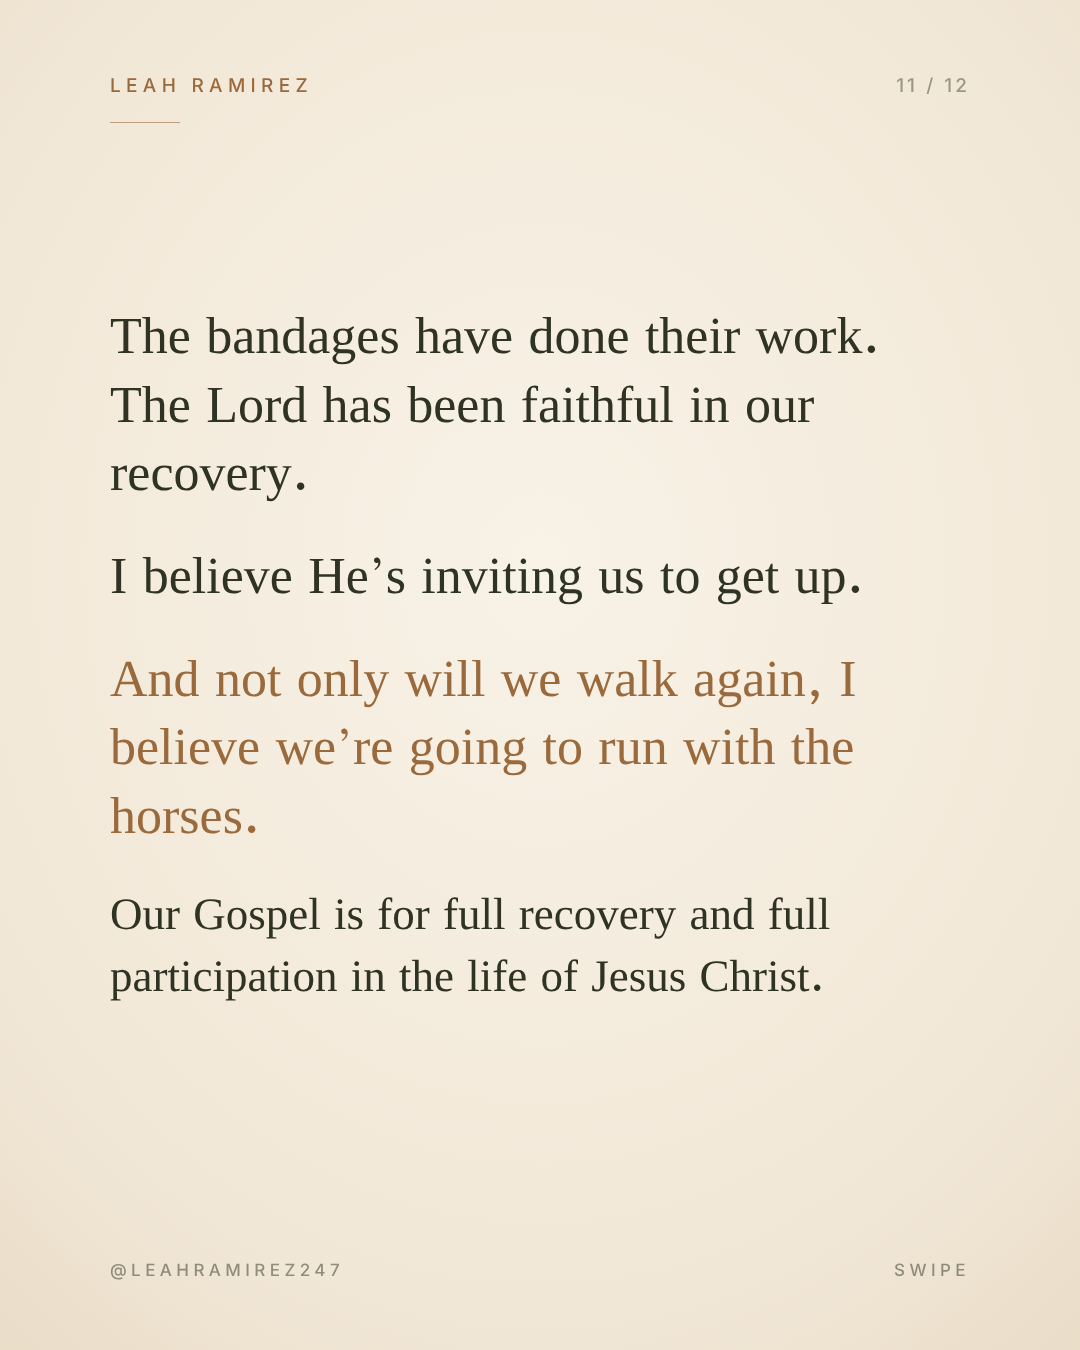 LEAH RAMIREZ
11 / 12
The bandages have done their work.
The Lord has been faithful in our
recovery.
I believe He’s inviting us to get up.
And not only will we walk again, I
believe we’re going to run with the
horses.
Our Gospel is for full recovery and full
participation in the life of Jesus Christ.
@LEAHRAMIREZ247
SWIPE